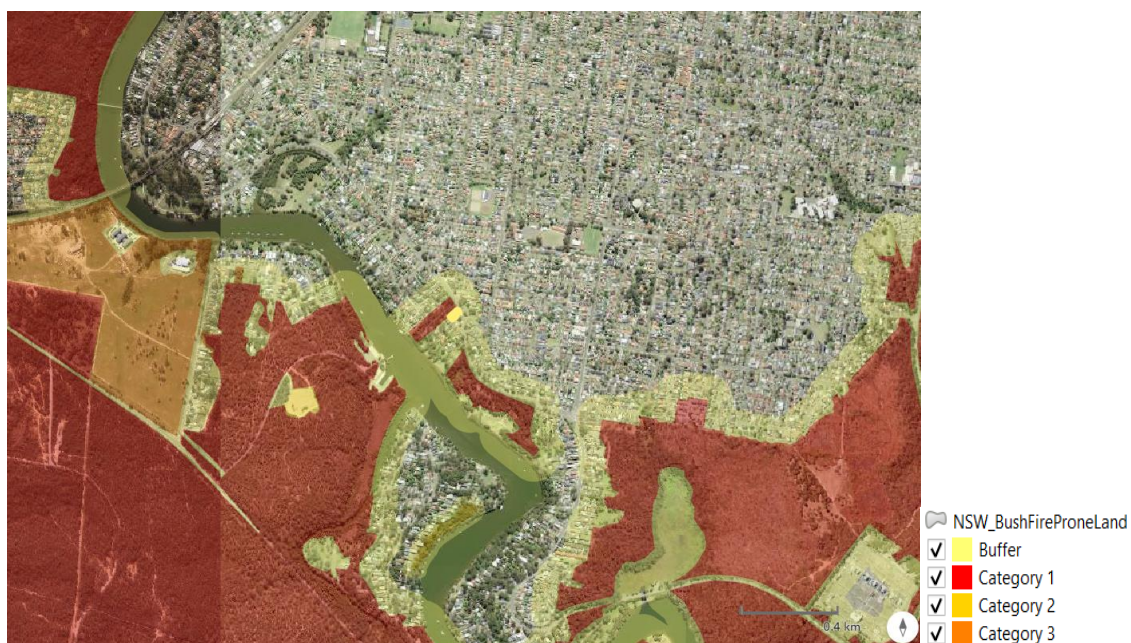 NSW_BushFireProneLand
Buffer
Category 1
Category 2
0.4 km
Category 3